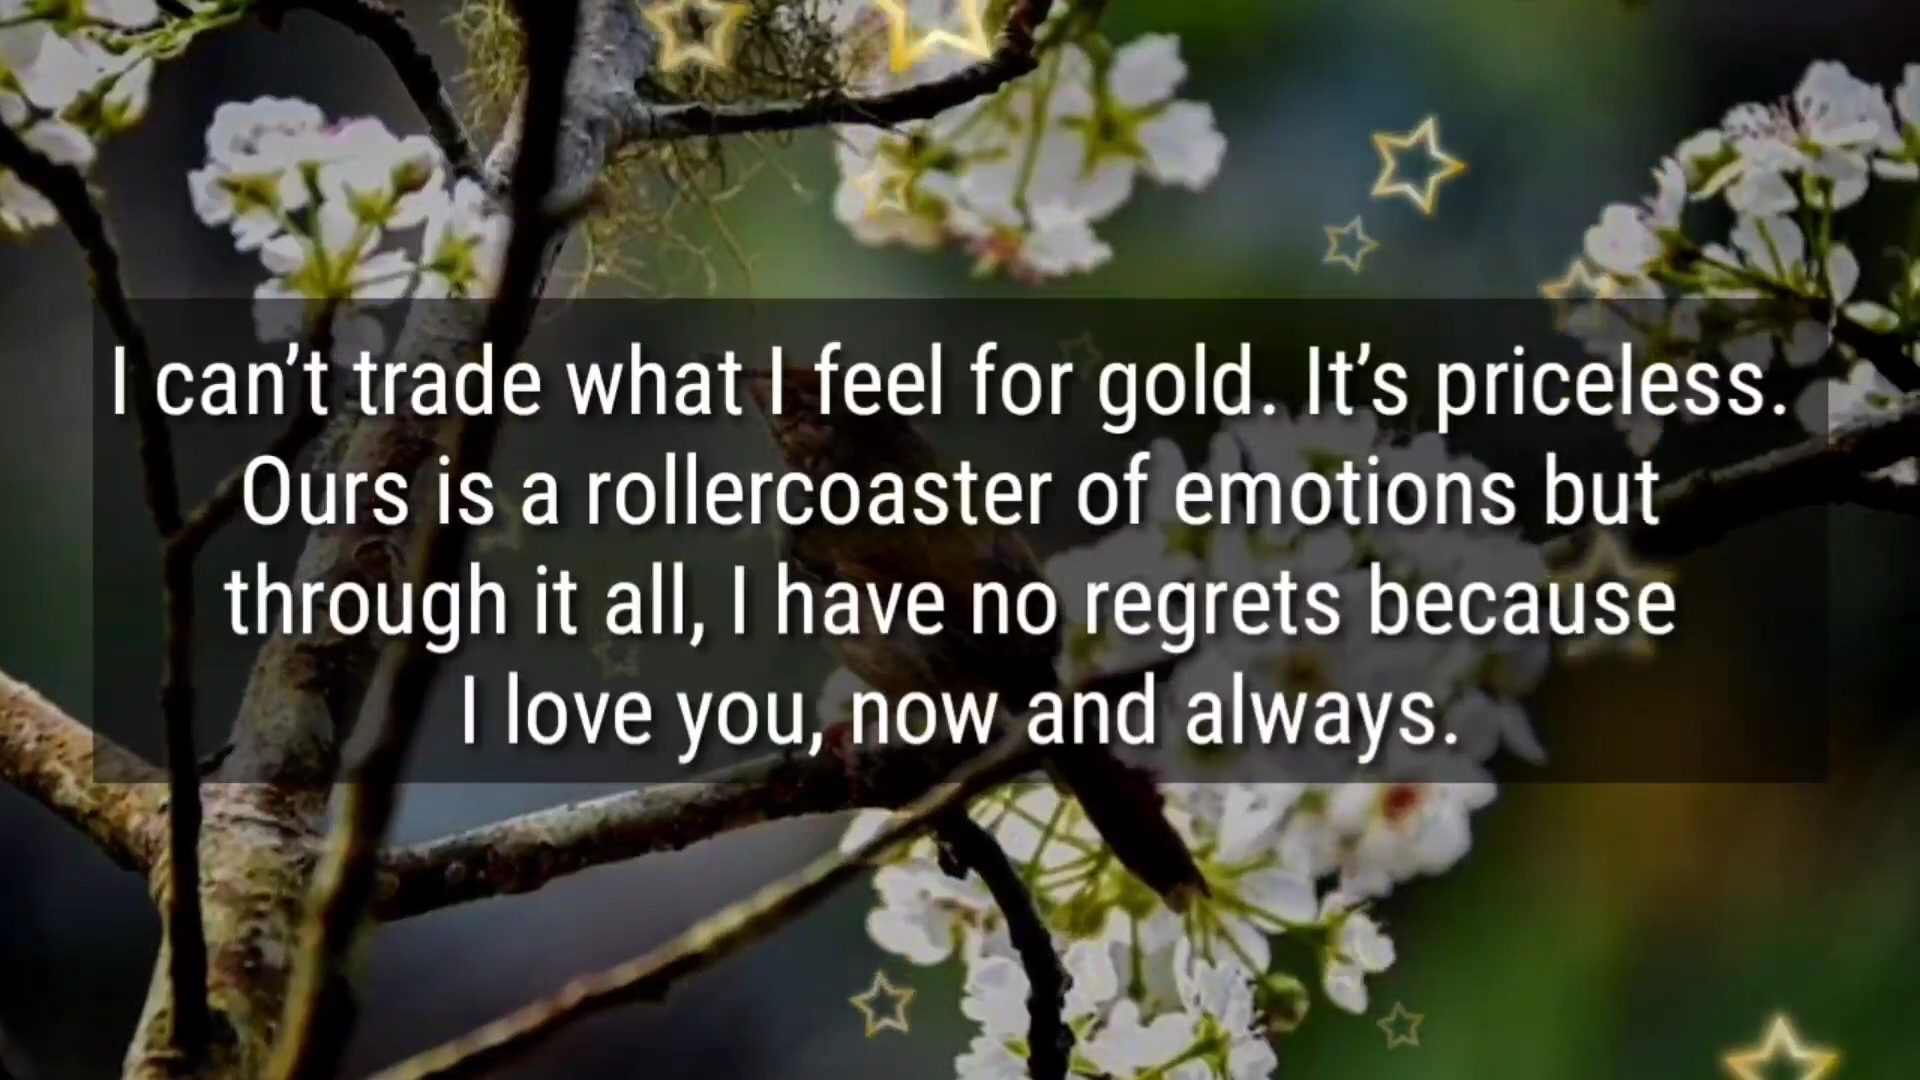 I can’t trade what I feel for gold. It’s priceless.
Ours is a rollercoaster of emotions but
through it all, I have no regrets because
I love you, now and always.